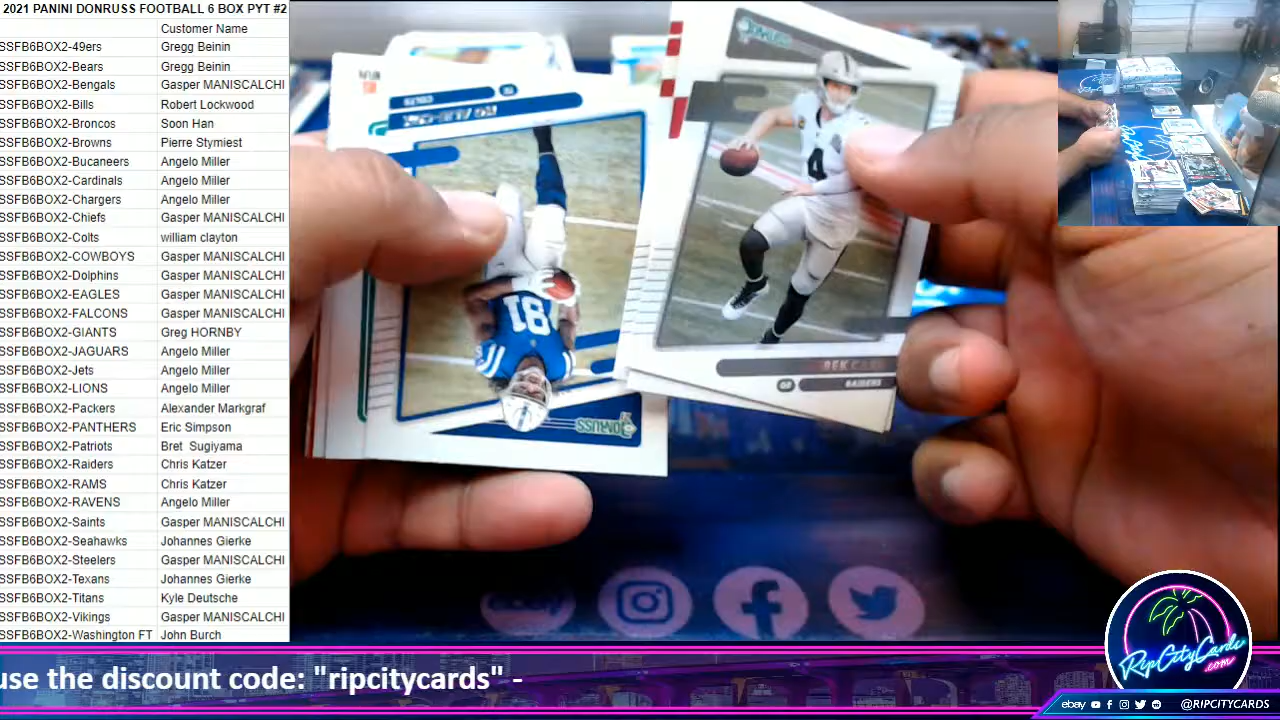 2021 PANINI DONRUSS FOOTBALL 6 BOX PYT #2
Customer Name
SSFB6BOX2-49ers Gregg Beinin
SSFB6BOX2-Bears Gregg Beinin
SSFB6BOX2-Bengals Gasper MANISCALCHI
SSFB6BOX2-Bills Robert Lockwood
SSFB6BOX2-Broncos Soon Han
SSFB6BOX2-Browns Pierre Stymiest
SSFB6BOX2-Bucaneers Angelo Miller
SSFB6BOX2-Cardinals Angelo Miller
SSFB6BOX2-Chargers Angelo Miller
SSFB6BOX2-Chiefs Gasper MANISCALCHI
SSFB6BOX2-Colts william clayton
SSFB6BOX2-COWBOYS Gasper MANISCALCHI
SSFB6BOX2-Dolphins Gasper MANISCALCHI
SSFB6BOX2-EAGLES Gasper MANISCALCHI
SSFB6BOX2-FALCONS Gasper MANISCALCHI
SSFB6BOX2-GIANTS Greg HORNBY
SSFB6BOX2-JAGUARS Angelo Miller
SSFB6BOX2-Jets Angelo Miller
SSFB6BOX2-LIONS Angelo Miller
SSFB6BOX2-Packers Alexander Markgraf
SSFB6BOX2-PANTHERS Eric Simpson
SSFB6BOX2-Patriots Bret Sugiyama
SSFB6BOX2-Raiders Chris Katzer
SSFB6BOX2-RAMS Chris Katzer
SSFB6BOX2-RAVENS Angelo Miller
SSFB6BOX2-Saints Gasper MANISCALCHI
SSFB6BOX2-Seahawks Johannes Gierke
SSFB6BOX2-Steelers Gasper MANISCALCHI
SSFB6BOX2-Texans Johannes Gierke
SSFB6BOX2-Titans Kyle Deutsche
SSFB6BOX2-Vikings Gasper MANISCALCHI
SSFB6BOX2-Washington FT John Burch
COLTS
81
DONRUSS
4
QB RAIDERS
RipCityCards
.com
use the discount code: "ripcitycards" -
ebay @RIPCITYCARDS